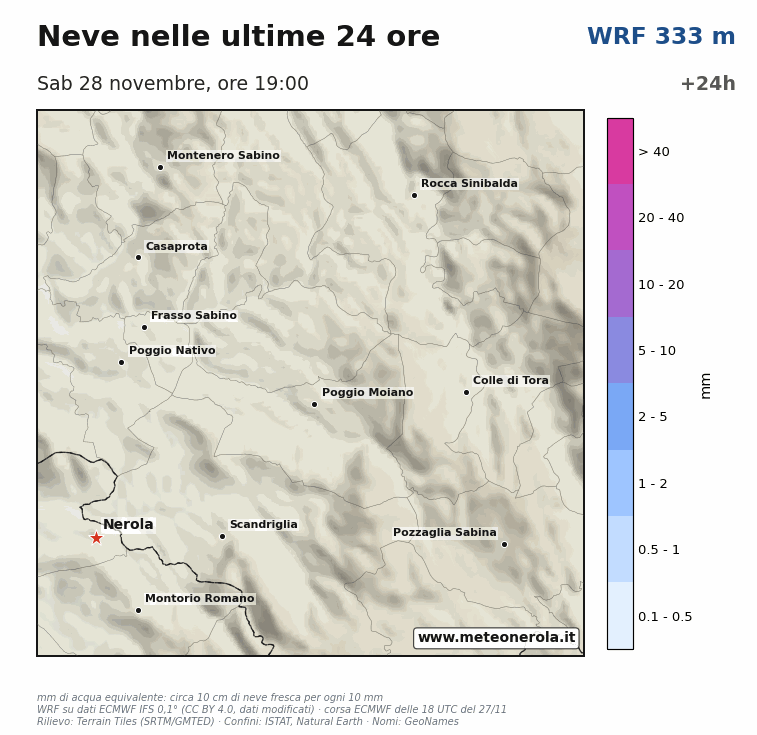 Neve nelle ultime 24 ore
WRF 333 m
Sab 28 novembre, ore 19:00
+24h
Montenero Sabino
Rocca Sinibalda
Casaprota
Frasso Sabino
Poggio Nativo
Colle di Tora
Poggio Moiano
Nerola
Scandriglia
Pozzaglia Sabina
Montorio Romano
www.meteonerola.it
> 40
20 - 40
10 - 20
5 - 10
2 - 5
1 - 2
0.5 - 1
0.1 - 0.5
mm
mm di acqua equivalente: circa 10 cm di neve fresca per ogni 10 mm
WRF su dati ECMWF IFS 0,1° (CC BY 4.0, dati modificati) · corsa ECMWF delle 18 UTC del 27/11
Rilievo: Terrain Tiles (SRTM/GMTED) · Confini: ISTAT, Natural Earth · Nomi: GeoNames